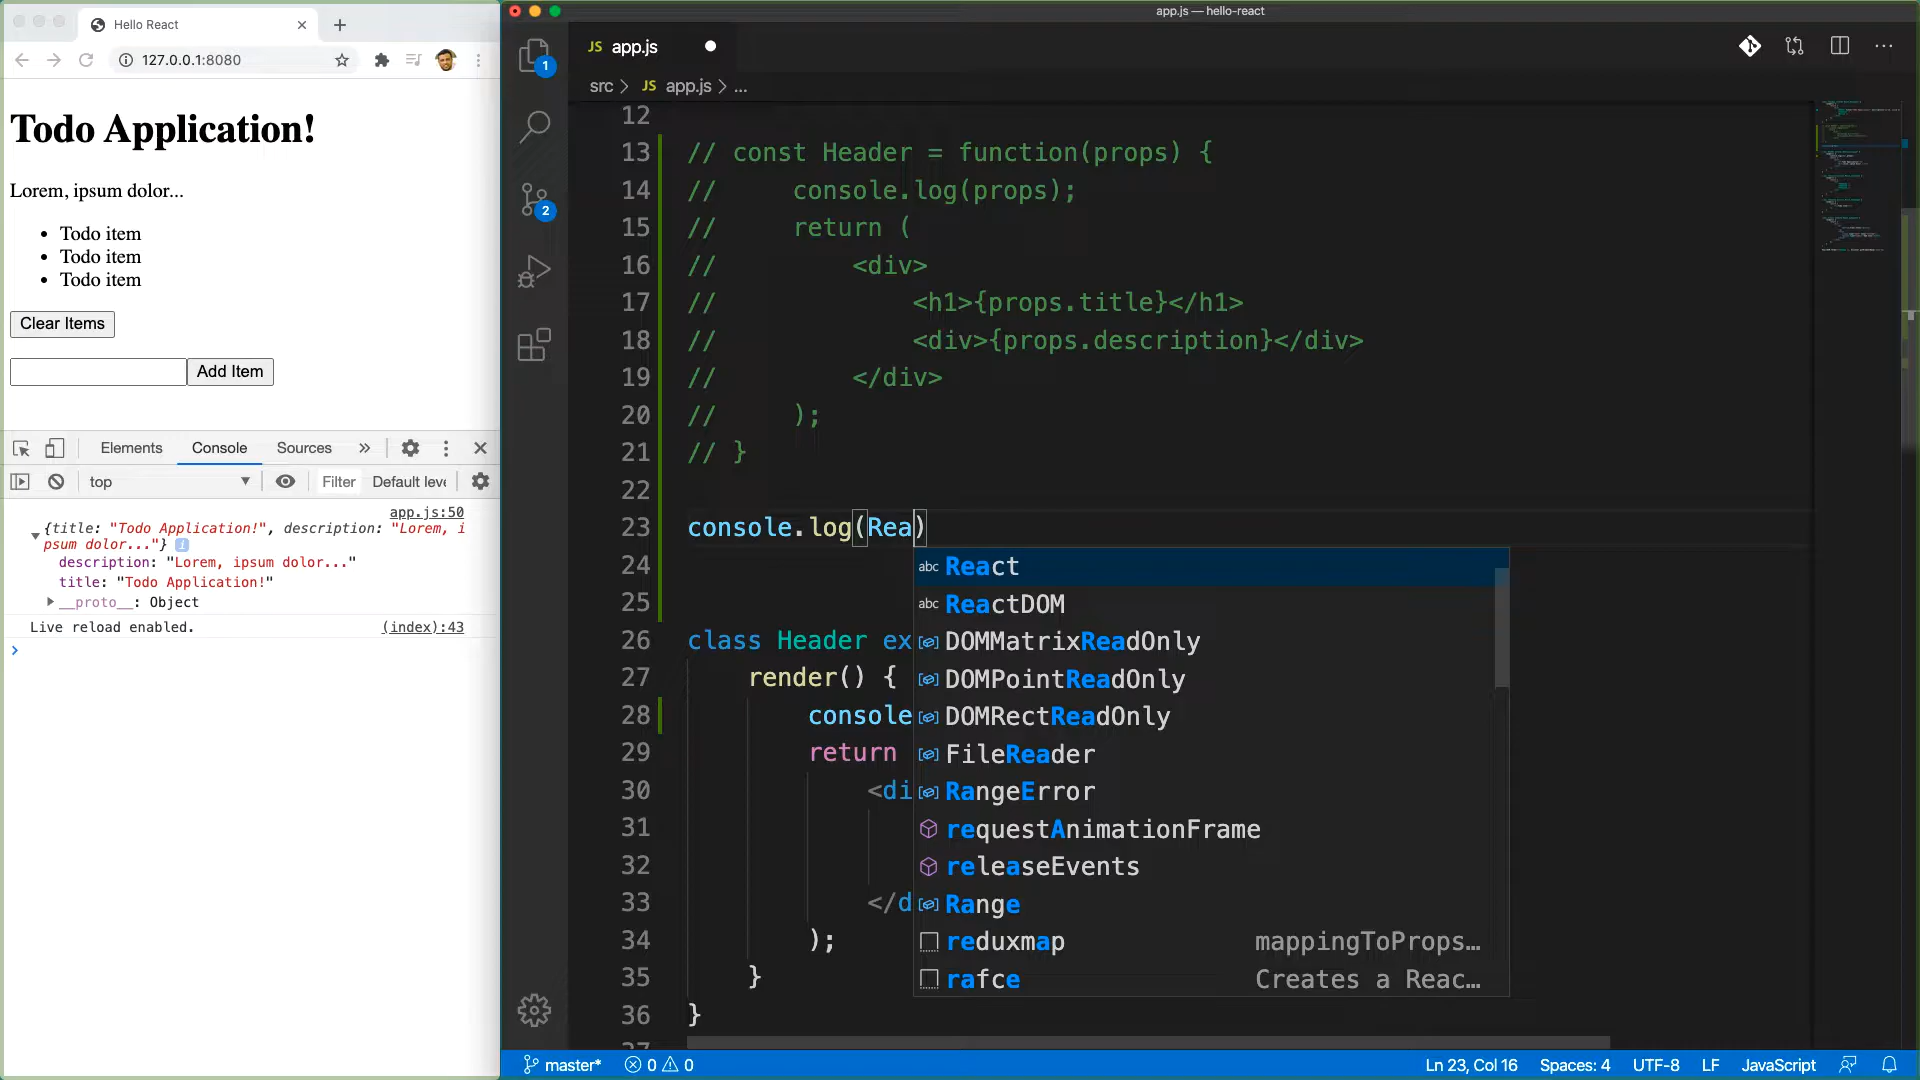 Hello React
127.0.0.1:8080
Todo Application!
Lorem, ipsum dolor...
Todo item
Todo item
Todo item
Clear Items
Add Item
Elements Console Sources »
top Filter Default leve
app.js:50
{title: "Todo Application!", description: "Lorem, i
psum dolor..."} i
description: "Lorem, ipsum dolor..."
title: "Todo Application!"
__proto__: Object
Live reload enabled. (index):43
app.js — hello-react
1
2
JS app.js
src > JS app.js > ...
12
13 // const Header = function(props) {
14 // console.log(props);
15 // return (
16 // <div>
17 // <h1>{props.title}</h1>
18 // <div>{props.description}</div>
19 // </div>
20 // );
21 // }
22
23 console.log(Rea)
24
25
26 class Header ex
27 render() {
28 console
29 return
30 <di
31
32
33 </d
34 );
35 }
36 }
abc React
abc ReactDOM
DOMMatrixReadOnly
DOMPointReadOnly
DOMRectReadOnly
FileReader
RangeError
requestAnimationFrame
releaseEvents
Range
reduxmap mappingToProps…
rafce Creates a Reac…
master* 0 0 Ln 23, Col 16 Spaces: 4 UTF-8 LF JavaScript